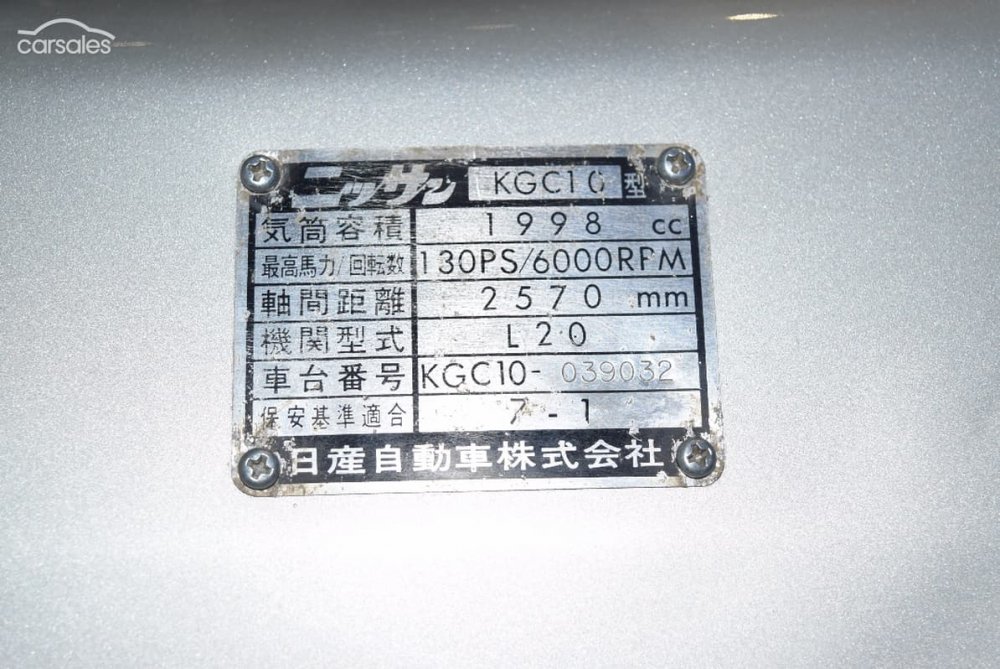 carsales
ニッサン KGC10 型
気筒容積 1998 cc
最高馬力/回転数 130PS/6000RPM
軸間距離 2570 mm
機関型式 L20
車台番号 KGC10-039032
保安基準適合 7-1
日産自動車株式会社